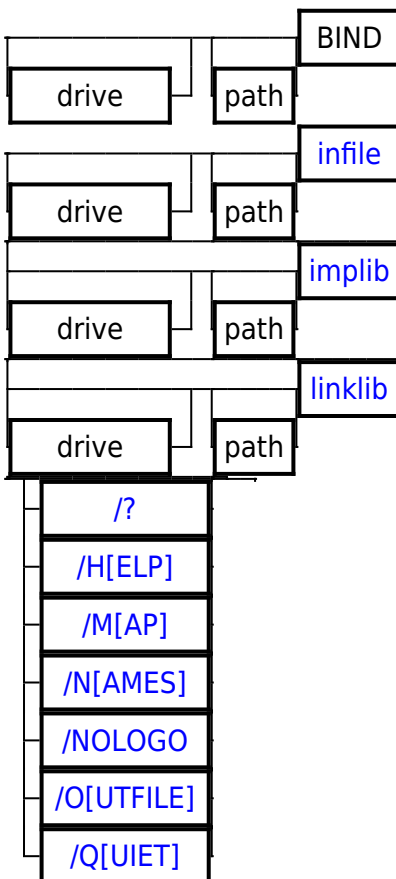 BIND
drive path
infile
drive path
implib
drive path
linklib
drive path
/?
/H[ELP]
/M[AP]
/N[AMES]
/NOLOGO
/O[UTFILE]
/Q[UIET]